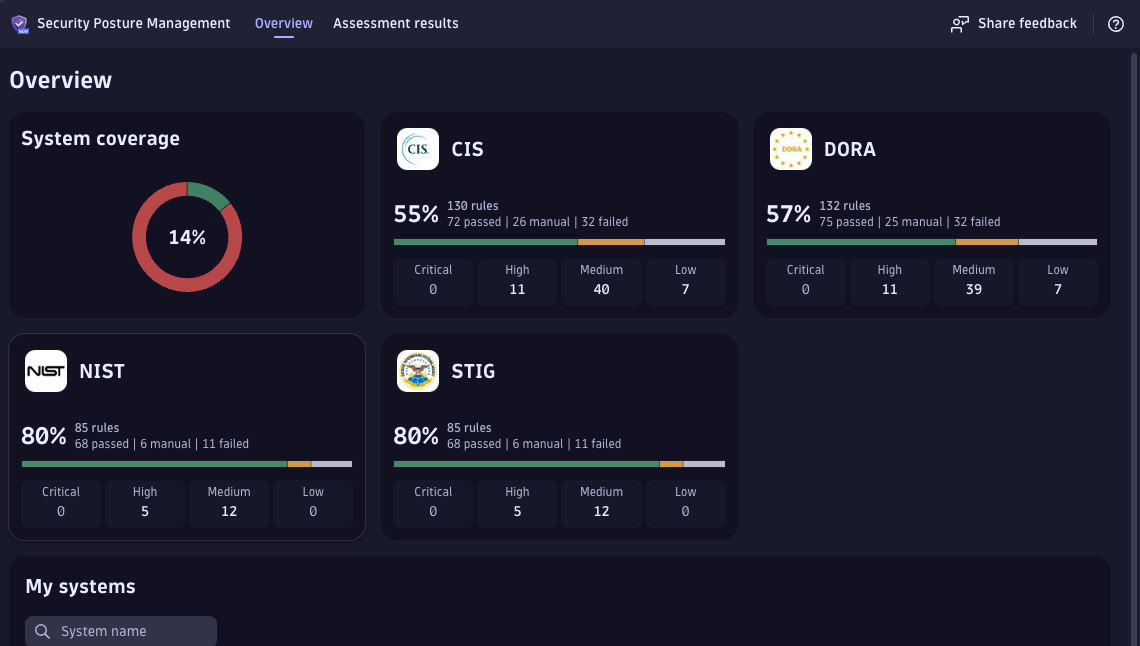 Security Posture Management
Overview
Assessment results
Share feedback
Overview
System coverage
14%
CIS.
CIS
55%
130 rules
72 passed | 26 manual | 32 failed
Critical
0
High
11
Medium
40
Low
7
DORA
DORA
57%
132 rules
75 passed | 25 manual | 32 failed
Critical
0
High
11
Medium
39
Low
7
NIST
NIST
80%
85 rules
68 passed | 6 manual | 11 failed
Critical
0
High
5
Medium
12
Low
0
STIG
80%
85 rules
68 passed | 6 manual | 11 failed
Critical
0
High
5
Medium
12
Low
0
My systems
System name